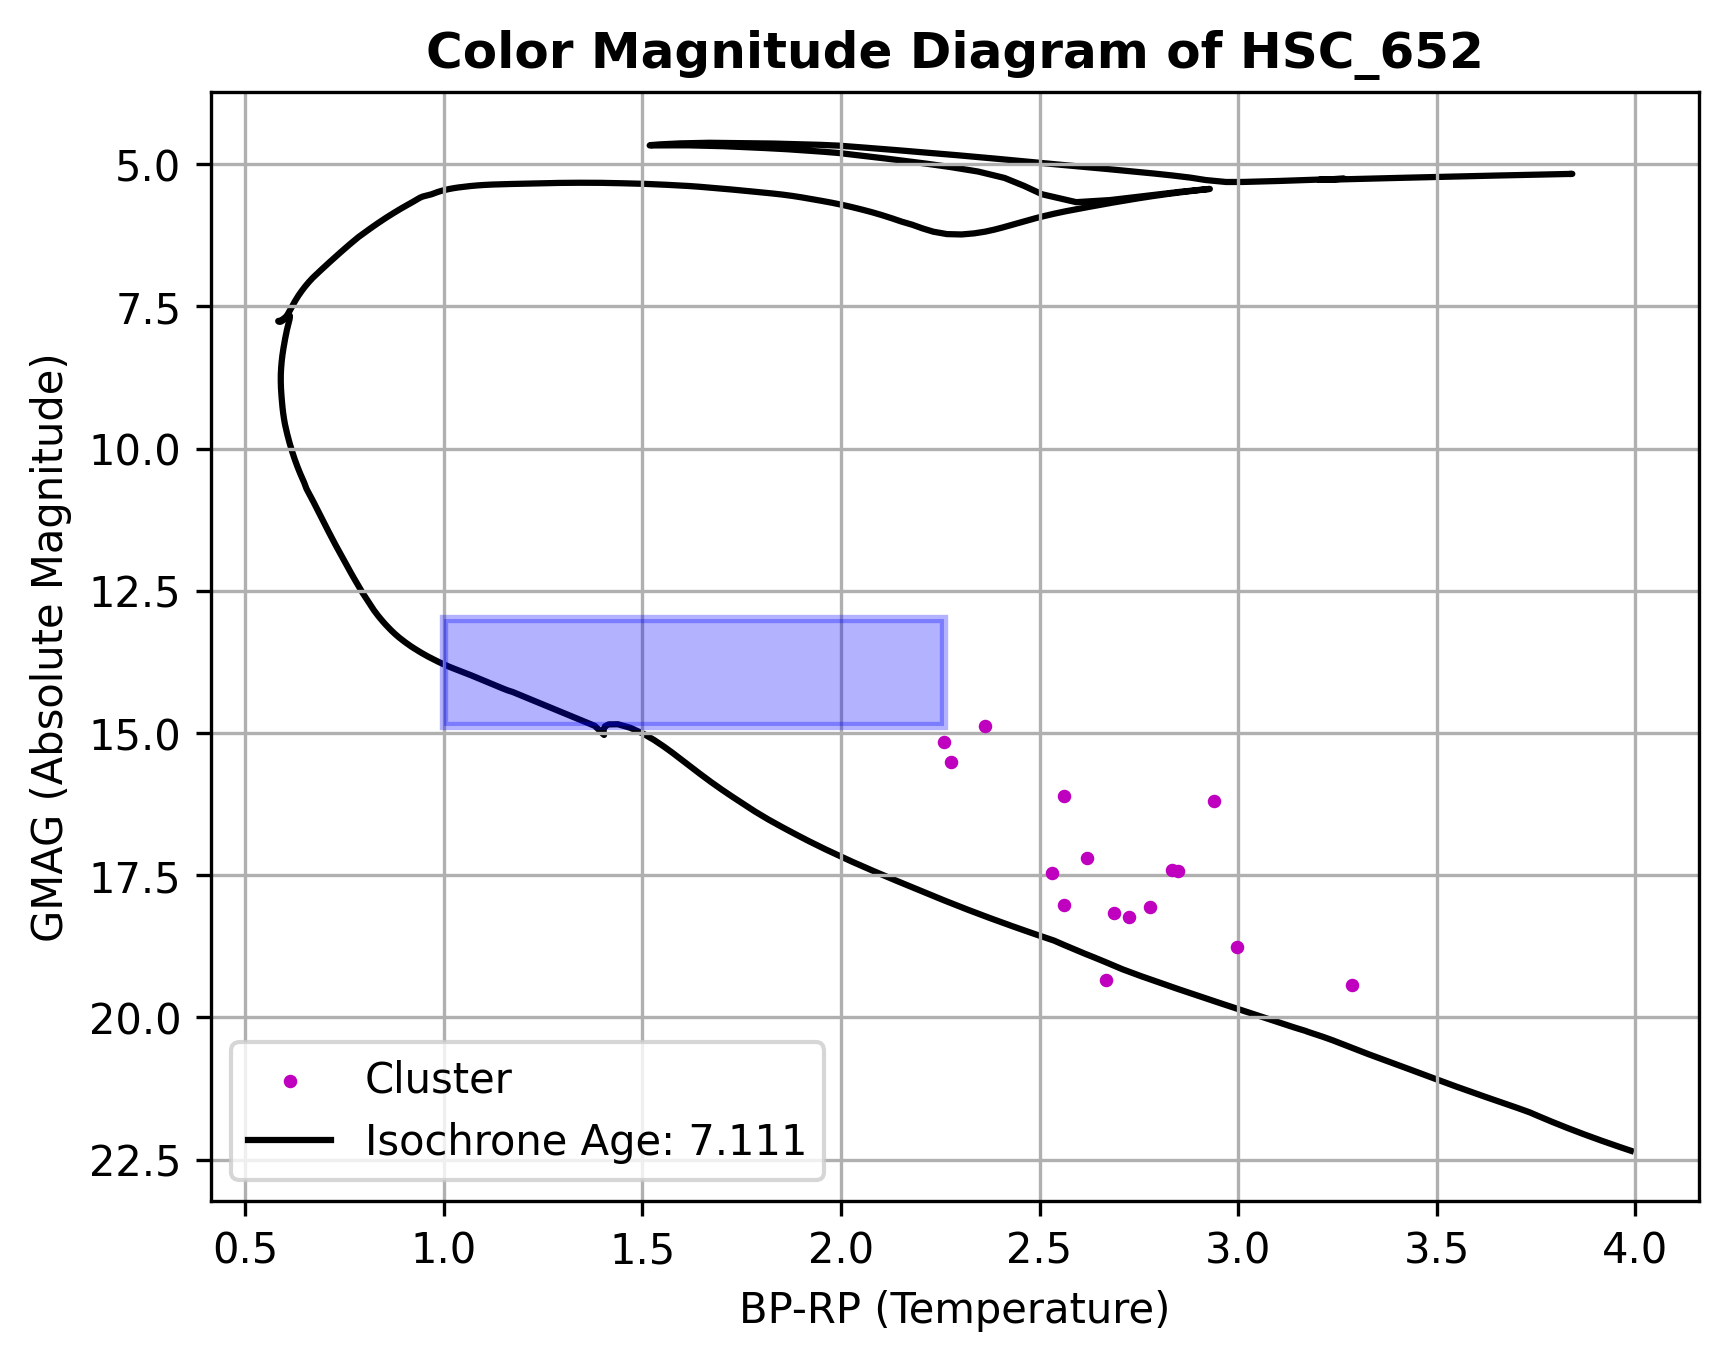 Color Magnitude Diagram of HSC_652
GMAG (Absolute Magnitude)
5.0
7.5
10.0
12.5
15.0
17.5
20.0
22.5
Cluster
Isochrone Age: 7.111
0.5 1.0 1.5 2.0 2.5 3.0 3.5 4.0
BP-RP (Temperature)